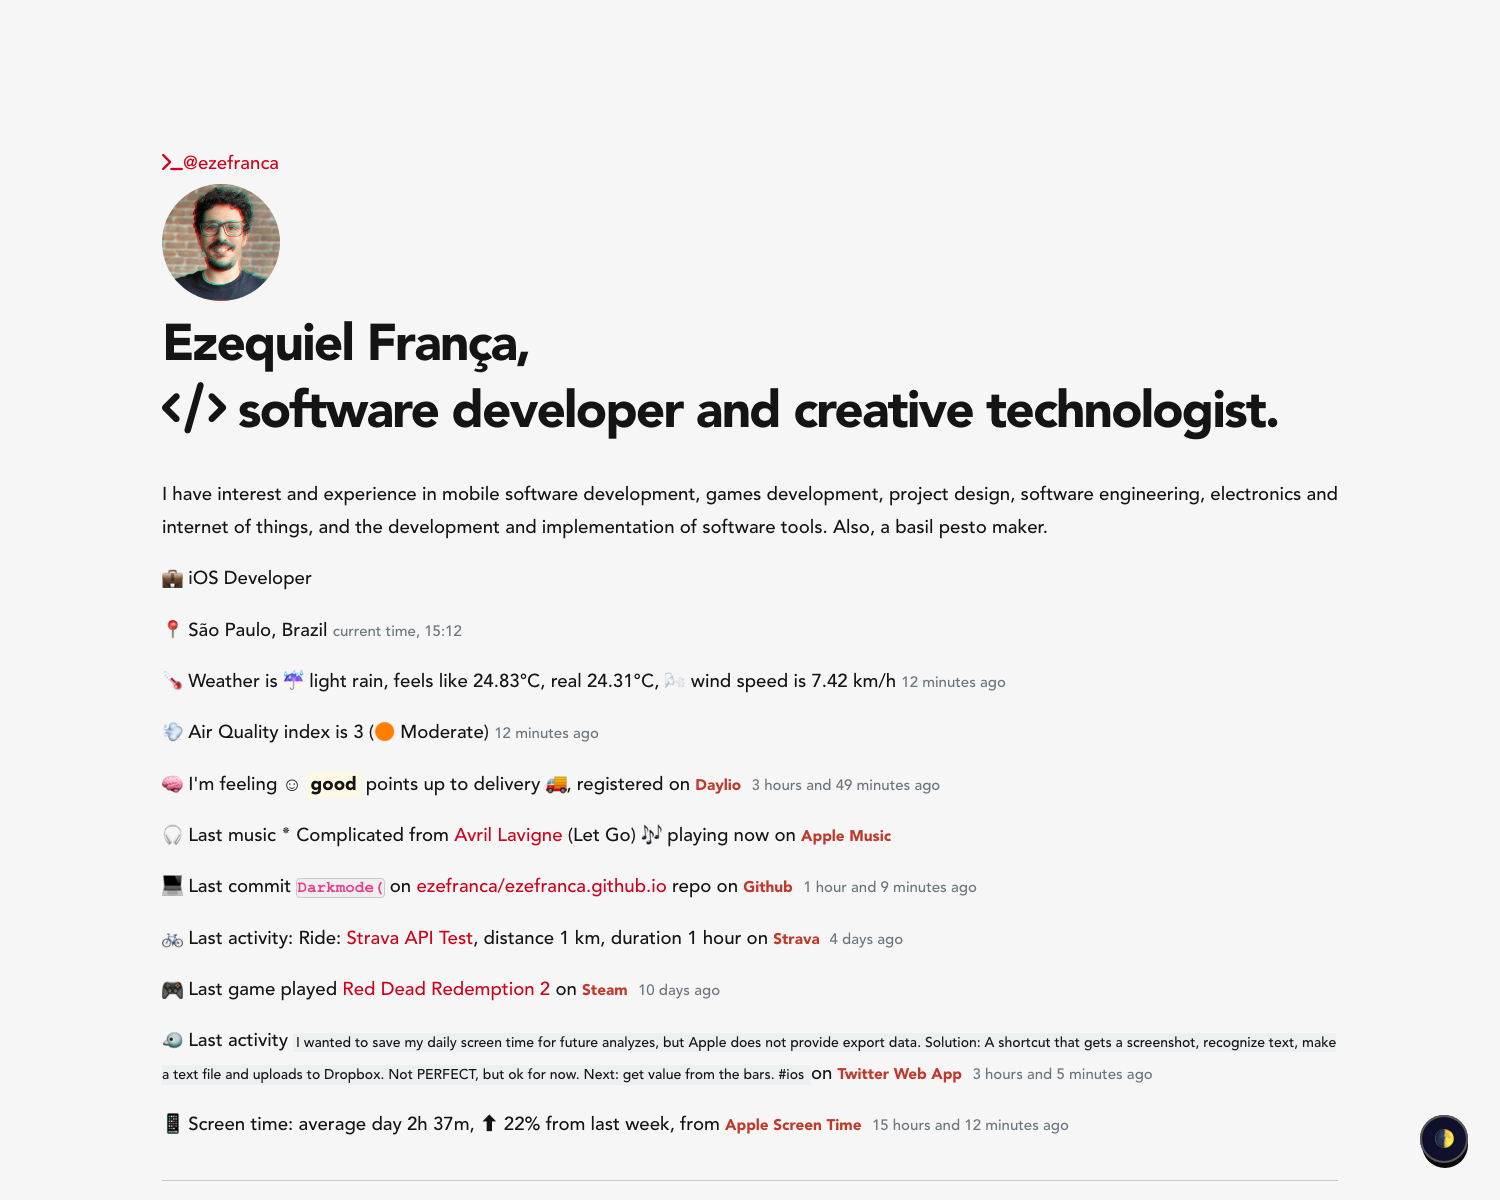 @ezefranca
Ezequiel França,
</> software developer and creative technologist.
I have interest and experience in mobile software development, games development, project design, software engineering, electronics and
internet of things, and the development and implementation of software tools. Also, a basil pesto maker.
💼 iOS Developer
📍 São Paulo, Brazil current time, 15:12
🌡️ Weather is ☔ light rain, feels like 24.83°C, real 24.31°C, 🌬️ wind speed is 7.42 km/h 12 minutes ago
💨 Air Quality index is 3 (🟠 Moderate) 12 minutes ago
🧠 I'm feeling ☺ good points up to delivery 🚚, registered on Daylio 3 hours and 49 minutes ago
🎧 Last music * Complicated from Avril Lavigne (Let Go) 🎶 playing now on Apple Music
💻 Last commit Darkmode( on ezefranca/ezefranca.github.io repo on Github 1 hour and 9 minutes ago
🚲 Last activity: Ride: Strava API Test, distance 1 km, duration 1 hour on Strava 4 days ago
🎮 Last game played Red Dead Redemption 2 on Steam 10 days ago
🐦 Last activity I wanted to save my daily screen time for future analyzes, but Apple does not provide export data. Solution: A shortcut that gets a screenshot, recognize text, make
a text file and uploads to Dropbox. Not PERFECT, but ok for now. Next: get value from the bars. #ios on Twitter Web App 3 hours and 5 minutes ago
📱 Screen time: average day 2h 37m, ⬆ 22% from last week, from Apple Screen Time 15 hours and 12 minutes ago